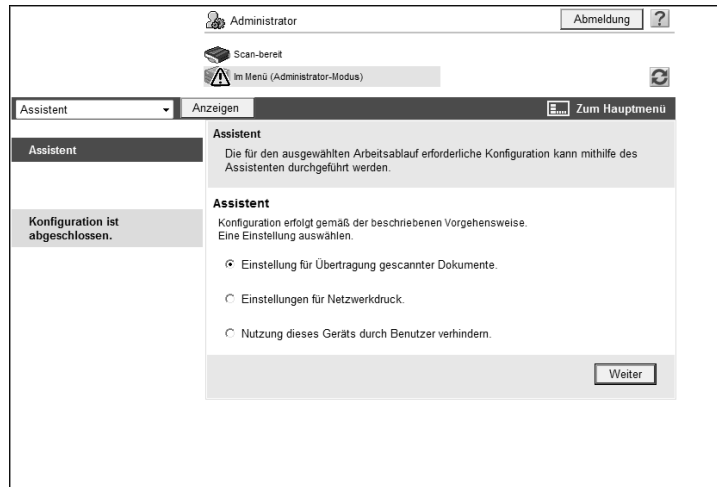 Administrator
Abmeldung
?
Scan-bereit
Im Menü (Administrator-Modus)
Assistent
Anzeigen
Zum Hauptmenü
Assistent
Konfiguration ist
abgeschlossen.
Assistent
Die für den ausgewählten Arbeitsablauf erforderliche Konfiguration kann mithilfe des
Assistenten durchgeführt werden.
Assistent
Konfiguration erfolgt gemäß der beschriebenen Vorgehensweise.
Eine Einstellung auswählen.
Einstellung für Übertragung gescannter Dokumente.
Einstellungen für Netzwerkdruck.
Nutzung dieses Geräts durch Benutzer verhindern.
Weiter